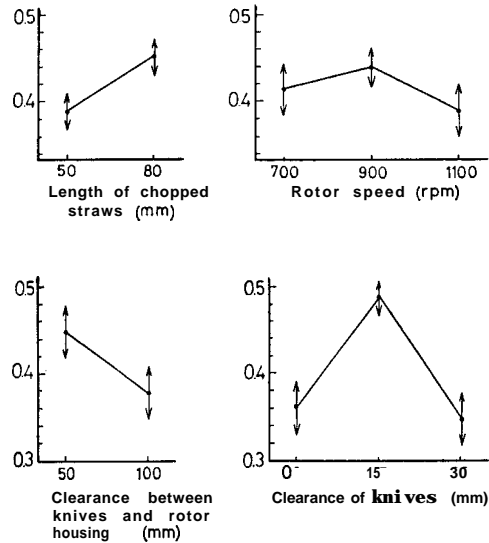 0.5
0.4
50 80
Length of chopped
straws (mm)
0.5
0.4
700 900 1100
Rotor speed (rpm)
0.5
0.4
0.3
50 100
Clearance between
knives and rotor
housing (mm)
0.5
0.4
0.3
0 15 30
Clearance of knives (mm)